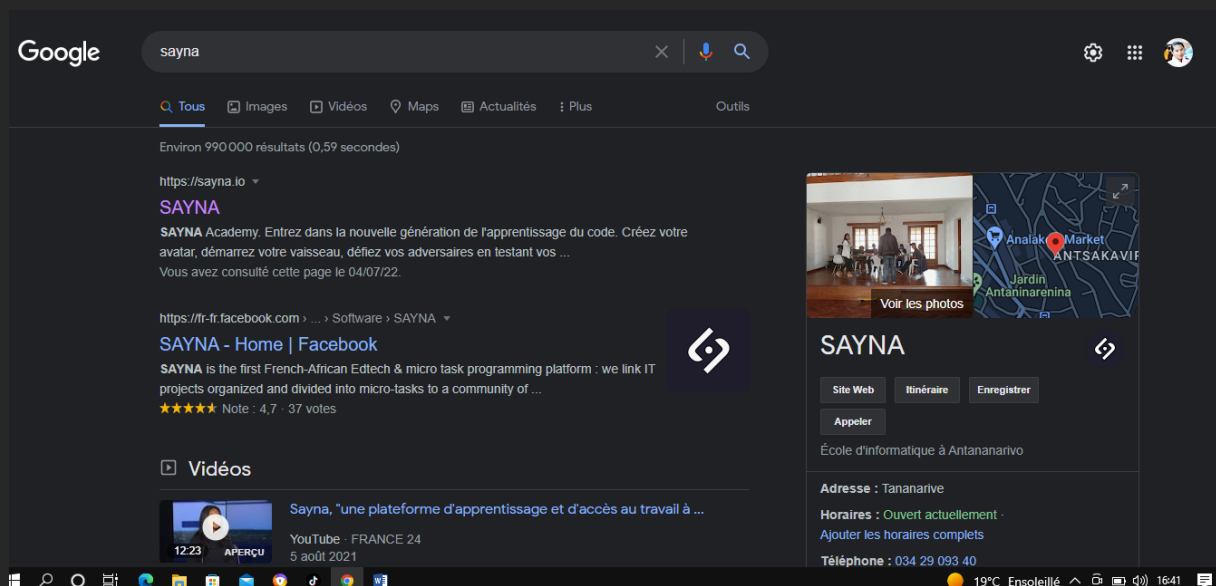 Google
sayna
Tous
Images
Vidéos
Maps
Actualités
Plus
Outils
Environ 990 000 résultats (0,59 secondes)
https://sayna.io
SAYNA
SAYNA Academy. Entrez dans la nouvelle génération de l'apprentissage du code. Créez votre
avatar, démarrez votre vaisseau, défiez vos adversaires en testant vos ...
Vous avez consulté cette page le 04/07/22.
https://fr-fr.facebook.com › ... › Software › SAYNA
SAYNA - Home | Facebook
SAYNA is the first French-African Edtech & micro task programming platform : we link IT
projects organized and divided into micro-tasks to a community of ...
Note : 4,7 · 37 votes
Vidéos
Sayna, "une plateforme d'apprentissage et d'accès au travail à ...
YouTube · FRANCE 24
5 août 2021
12:23
APERÇU
Voir les photos
Analak
Market
ANTSAKAVIR
Jardin
Antaninarenina
SAYNA
Site Web
Itinéraire
Enregistrer
Appeler
École d'informatique à Antananarivo
Adresse : Tananarive
Horaires : Ouvert actuellement ·
Ajouter les horaires complets
Téléphone : 034 29 093 40
19°C Ensoleillé
16:41